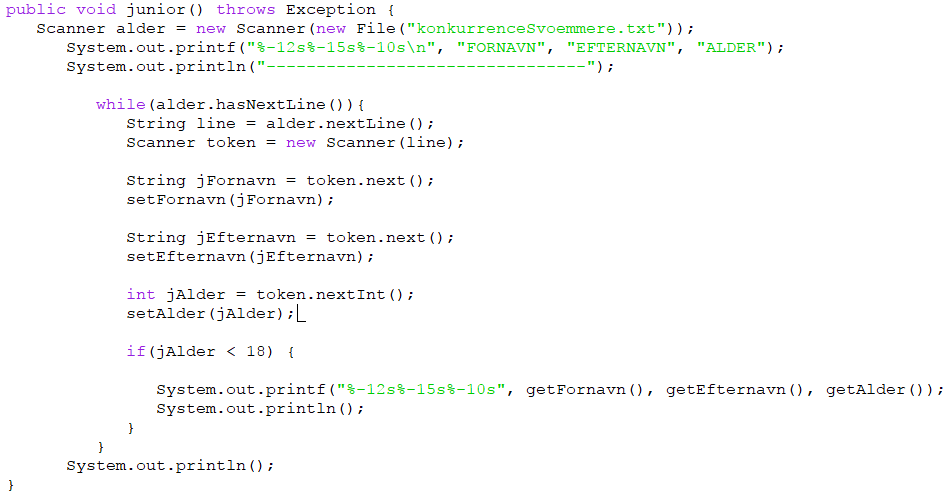 public void junior() throws Exception {
   Scanner alder = new Scanner(new File("konkurrenceSvoemmere.txt"));
      System.out.printf("%-12s%-15s%-10s\n", "FORNAVN", "EFTERNAVN", "ALDER");
      System.out.println("--------------------------------");
         while(alder.hasNextLine()){
            String line = alder.nextLine();
            Scanner token = new Scanner(line);
            String jFornavn = token.next();
            setFornavn(jFornavn);
            String jEfternavn = token.next();
            setEfternavn(jEfternavn);
            int jAlder = token.nextInt();
            setAlder(jAlder);
            if(jAlder < 18) {
               System.out.printf("%-12s%-15s%-10s", getFornavn(), getEfternavn(), getAlder());
               System.out.println();
            }
         }
      System.out.println();
}